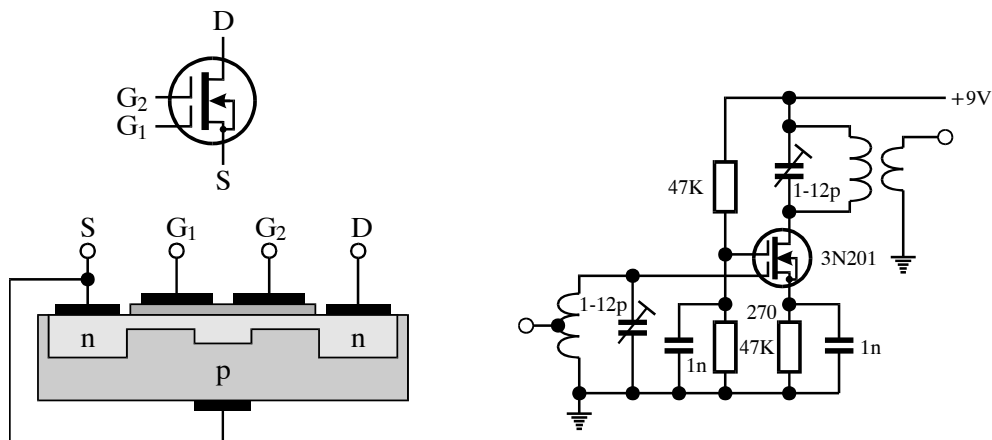 D
G₂
G₁
S
S G₁ G₂ D
n n
p
+9V
47K
1-12p
3N201
1-12p
270
47K
1n
1n